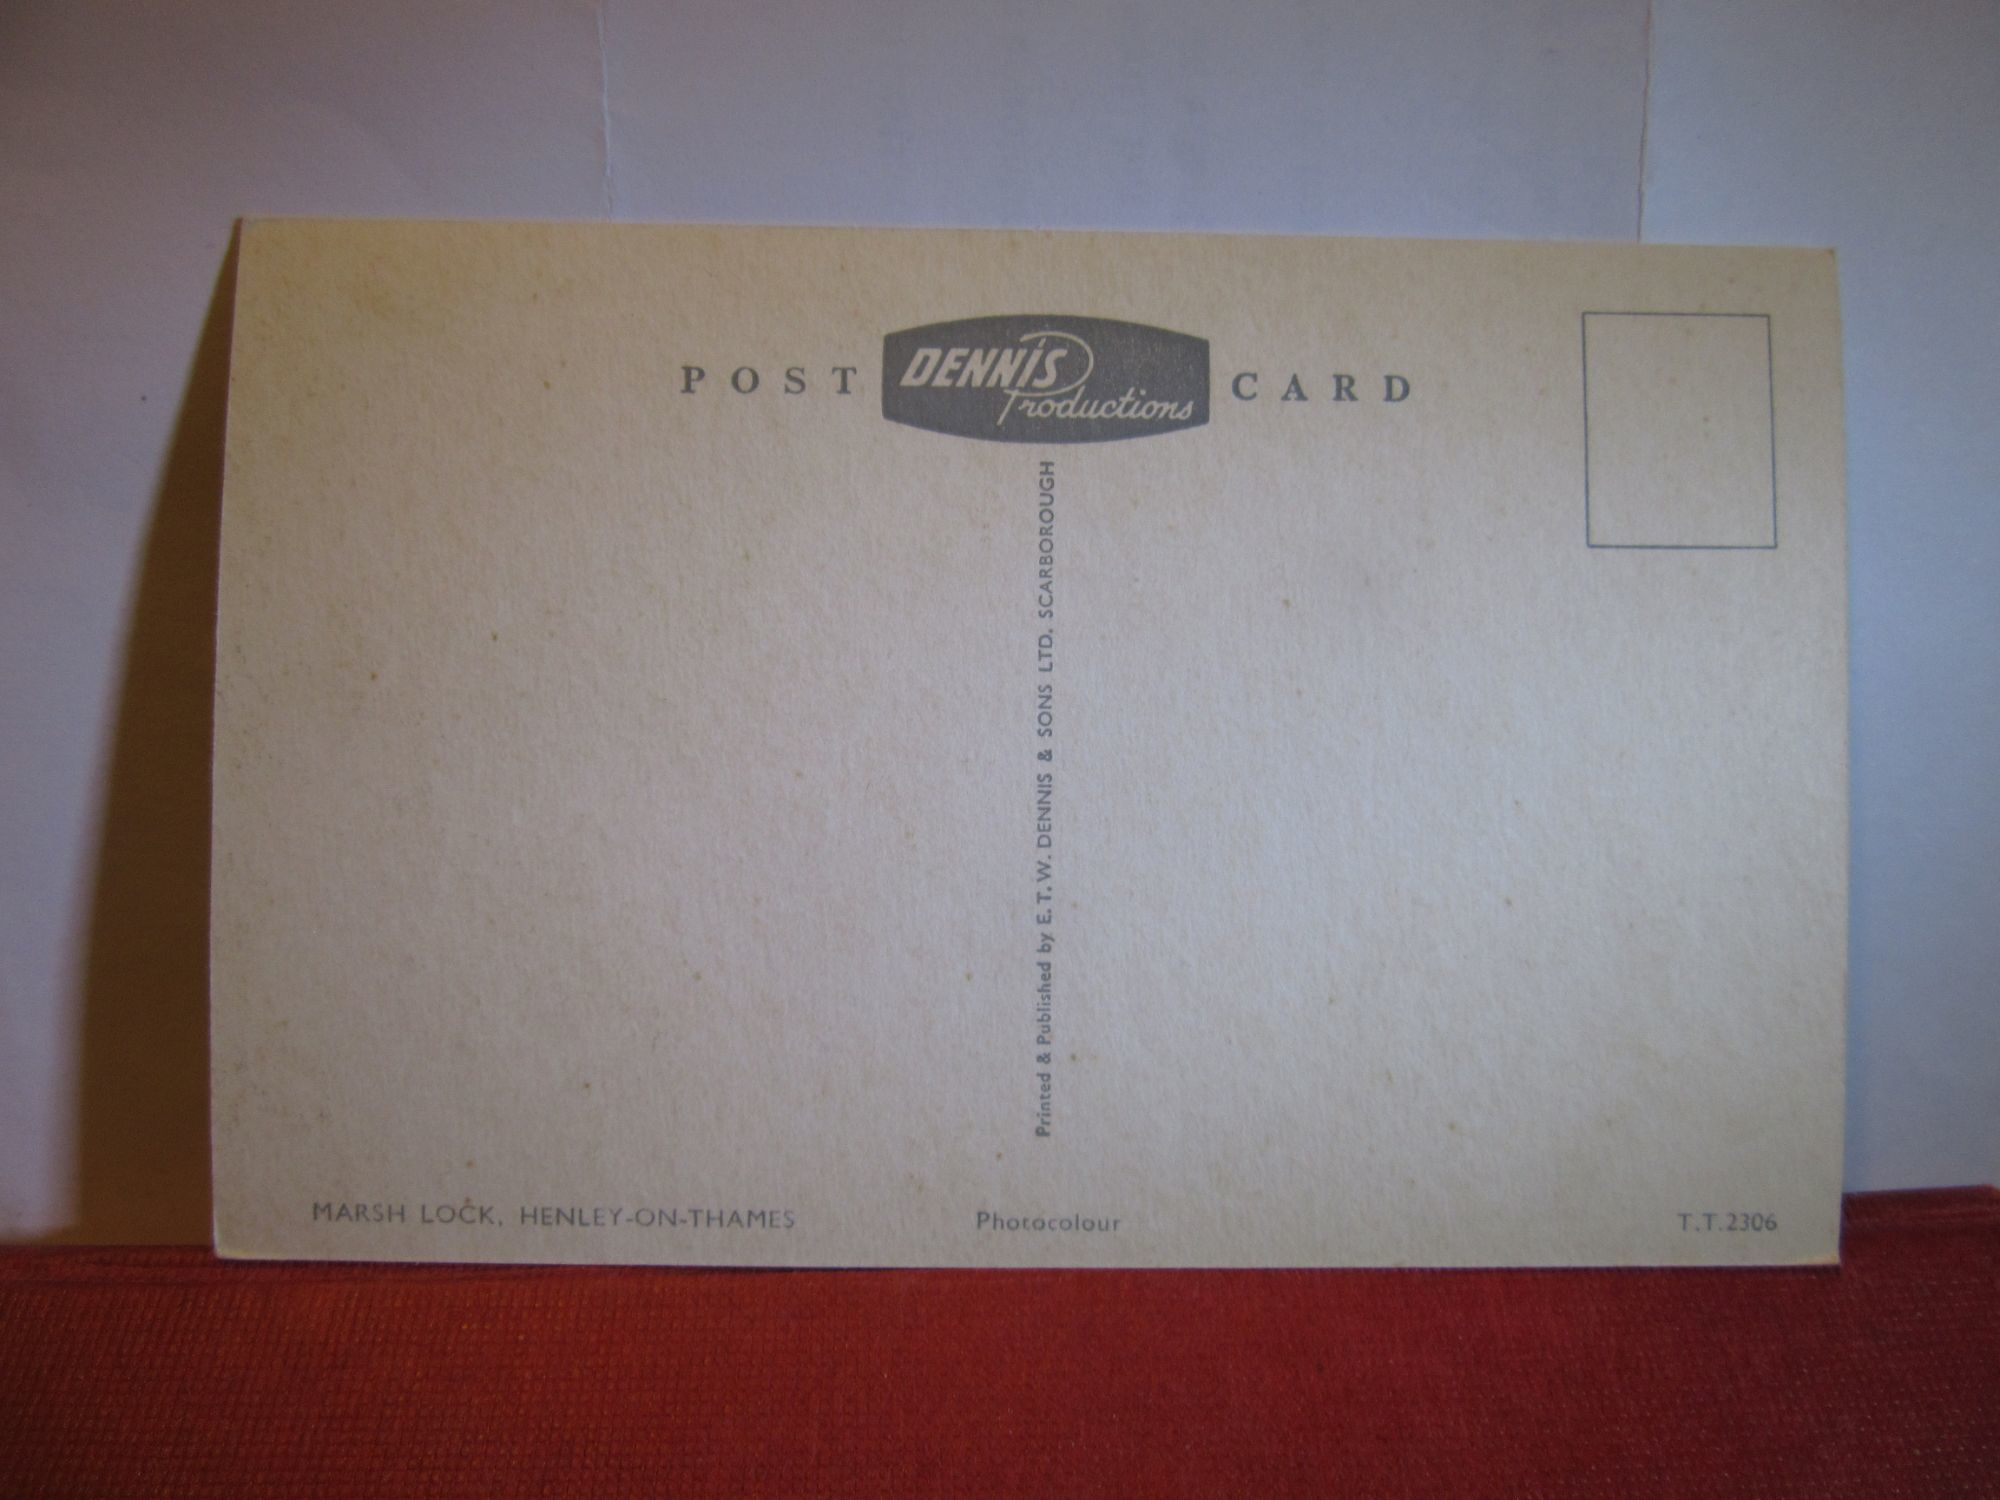 POST DENNIS Productions CARD
Printed & Published by E. T. W. DENNIS & SONS LTD. SCARBOROUGH
MARSH LOCK, HENLEY-ON-THAMES
Photocolour
T.T.2306